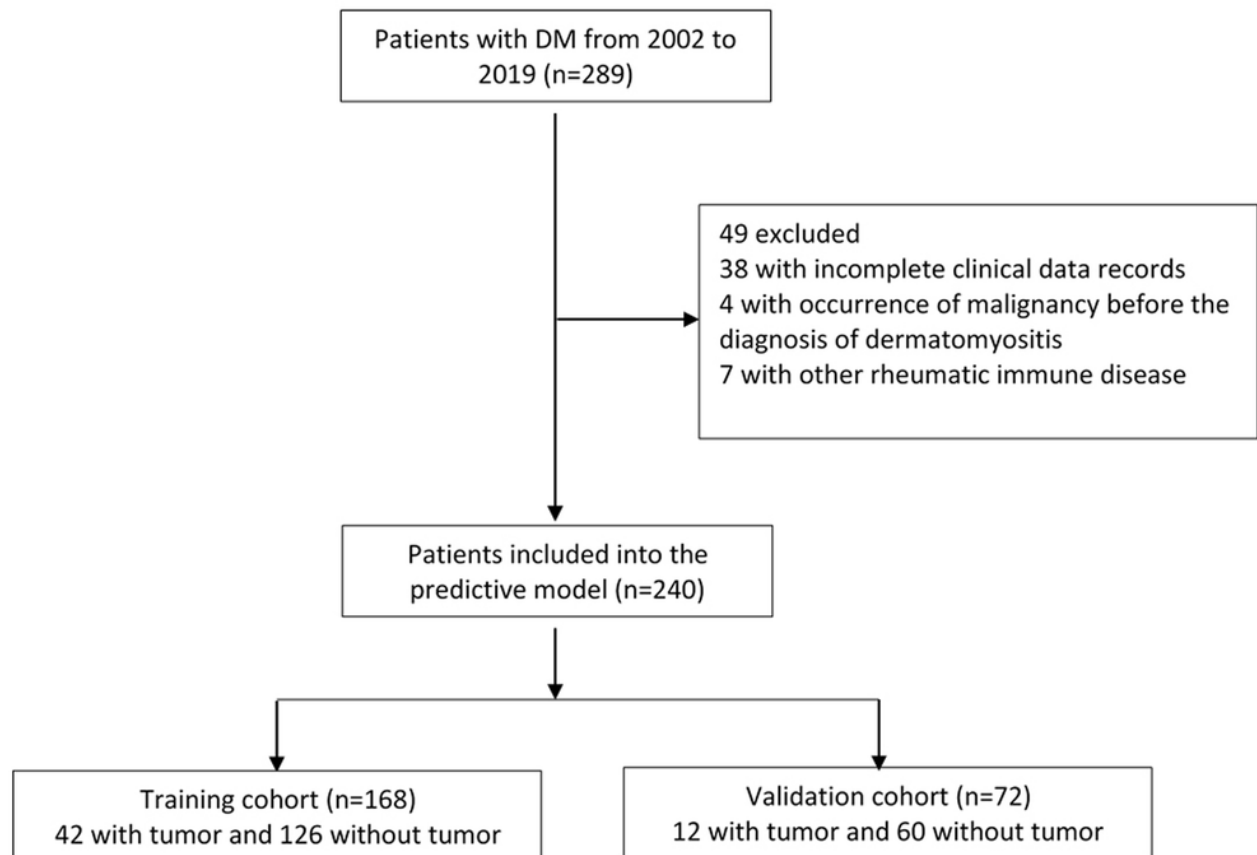 Patients with DM from 2002 to
2019 (n=289)
49 excluded
38 with incomplete clinical data records
4 with occurrence of malignancy before the
diagnosis of dermatomyositis
7 with other rheumatic immune disease
Patients included into the
predictive model (n=240)
Training cohort (n=168)
42 with tumor and 126 without tumor
Validation cohort (n=72)
12 with tumor and 60 without tumor